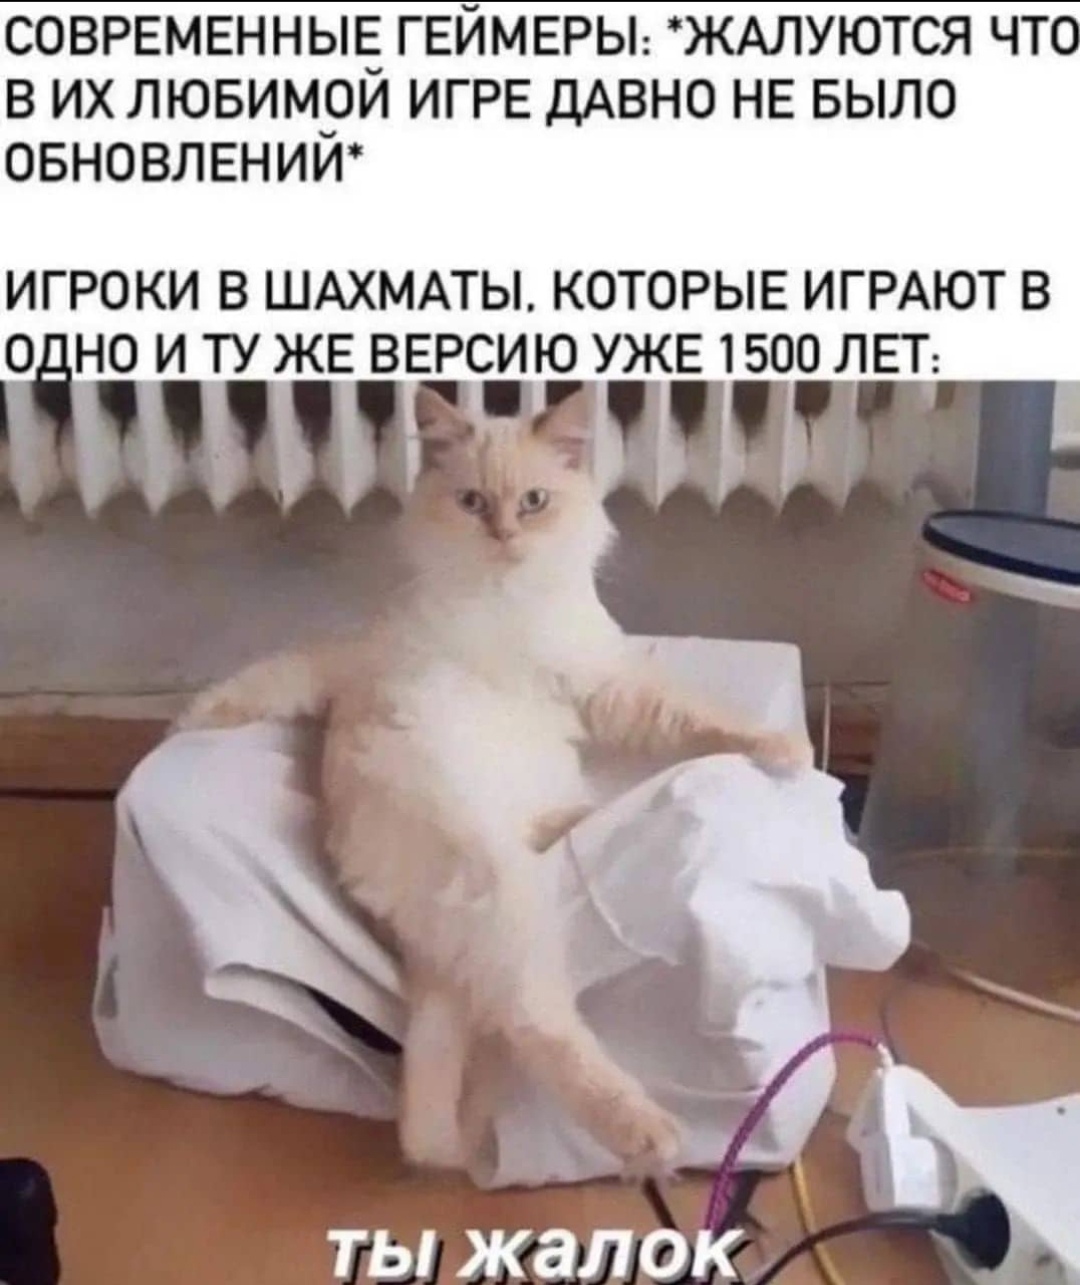 СОВРЕМЕННЫЕ ГЕЙМЕРЫ: *ЖАЛУЮТСЯ ЧТО
В ИХ ЛЮБИМОЙ ИГРЕ ДАВНО НЕ БЫЛО
ОБНОВЛЕНИЙ*
ИГРОКИ В ШАХМАТЫ, КОТОРЫЕ ИГРАЮТ В
ОДНО И ТУ ЖЕ ВЕРСИЮ УЖЕ 1500 ЛЕТ:
ты жалок